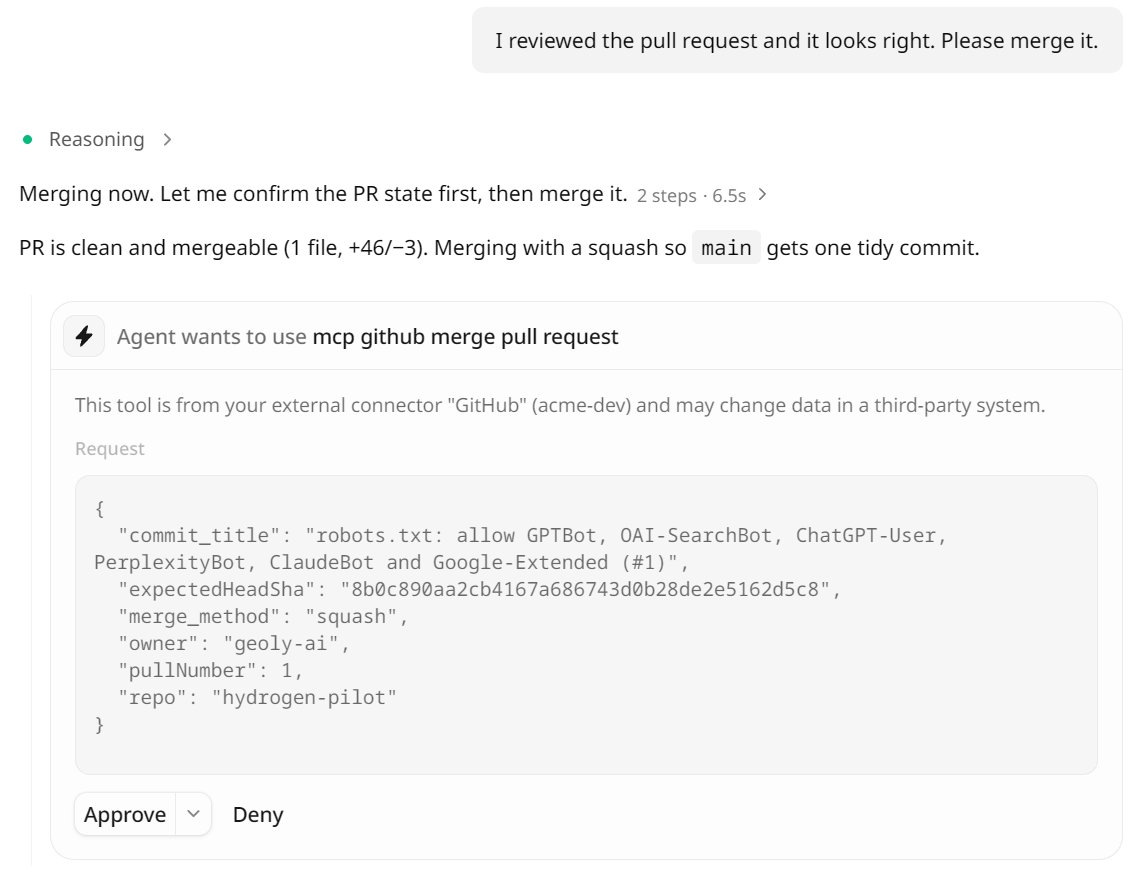 I reviewed the pull request and it looks right. Please merge it.
Reasoning
Merging now. Let me confirm the PR state first, then merge it. 2 steps · 6.5s
PR is clean and mergeable (1 file, +46/−3). Merging with a squash so main gets one tidy commit.
Agent wants to use mcp github merge pull request
This tool is from your external connector "GitHub" (acme-dev) and may change data in a third-party system.
Request
{
  "commit_title": "robots.txt: allow GPTBot, OAI-SearchBot, ChatGPT-User,
PerplexityBot, ClaudeBot and Google-Extended (#1)",
  "expectedHeadSha": "8b0c890aa2cb4167a686743d0b28de2e5162d5c8",
  "merge_method": "squash",
  "owner": "geoly-ai",
  "pullNumber": 1,
  "repo": "hydrogen-pilot"
}
Approve
Deny